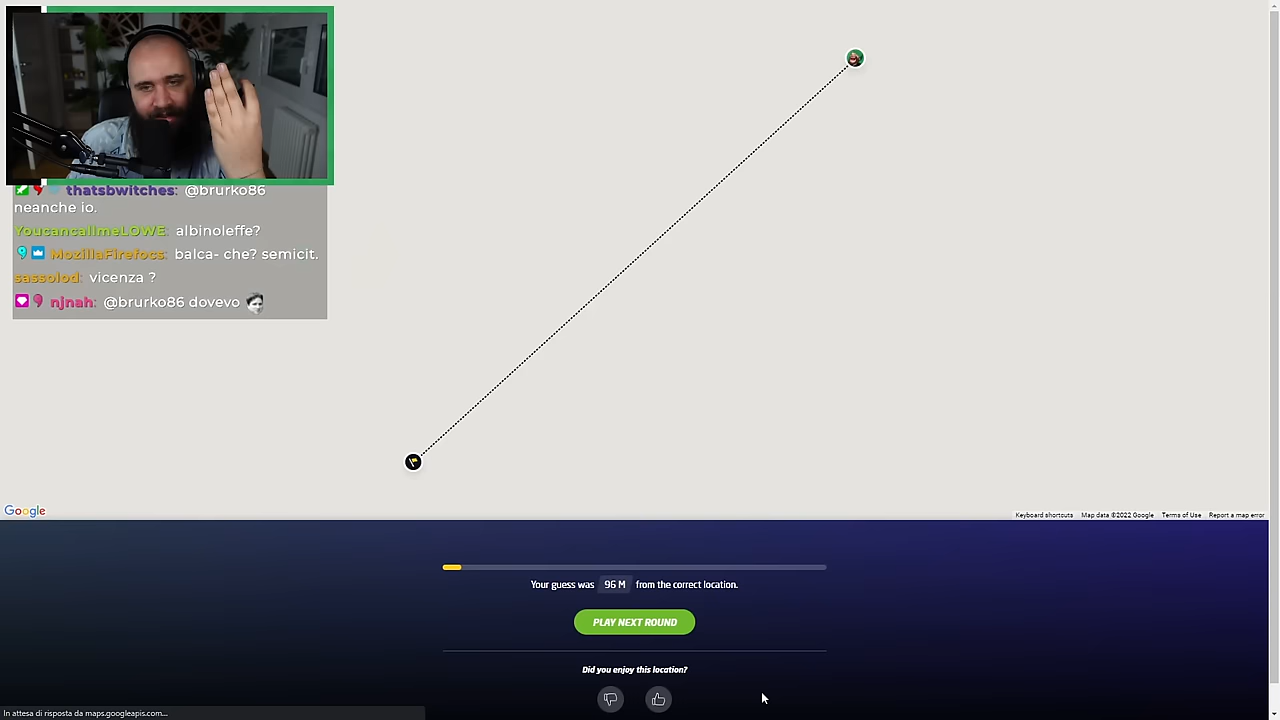 thatsbwitches: @brurko86
neanche io.
YoucancallmeLOWE: albinoleffe?
MozillaFirefocs: balca- che? semicit.
sassolod: vicenza ?
njnah: @brurko86 dovevo
Google
Keyboard shortcuts Map data ©2022 Google Terms of Use Report a map error
Your guess was 96 M from the correct location.
PLAY NEXT ROUND
Did you enjoy this location?
In attesa di risposta da maps.googleapis.com...